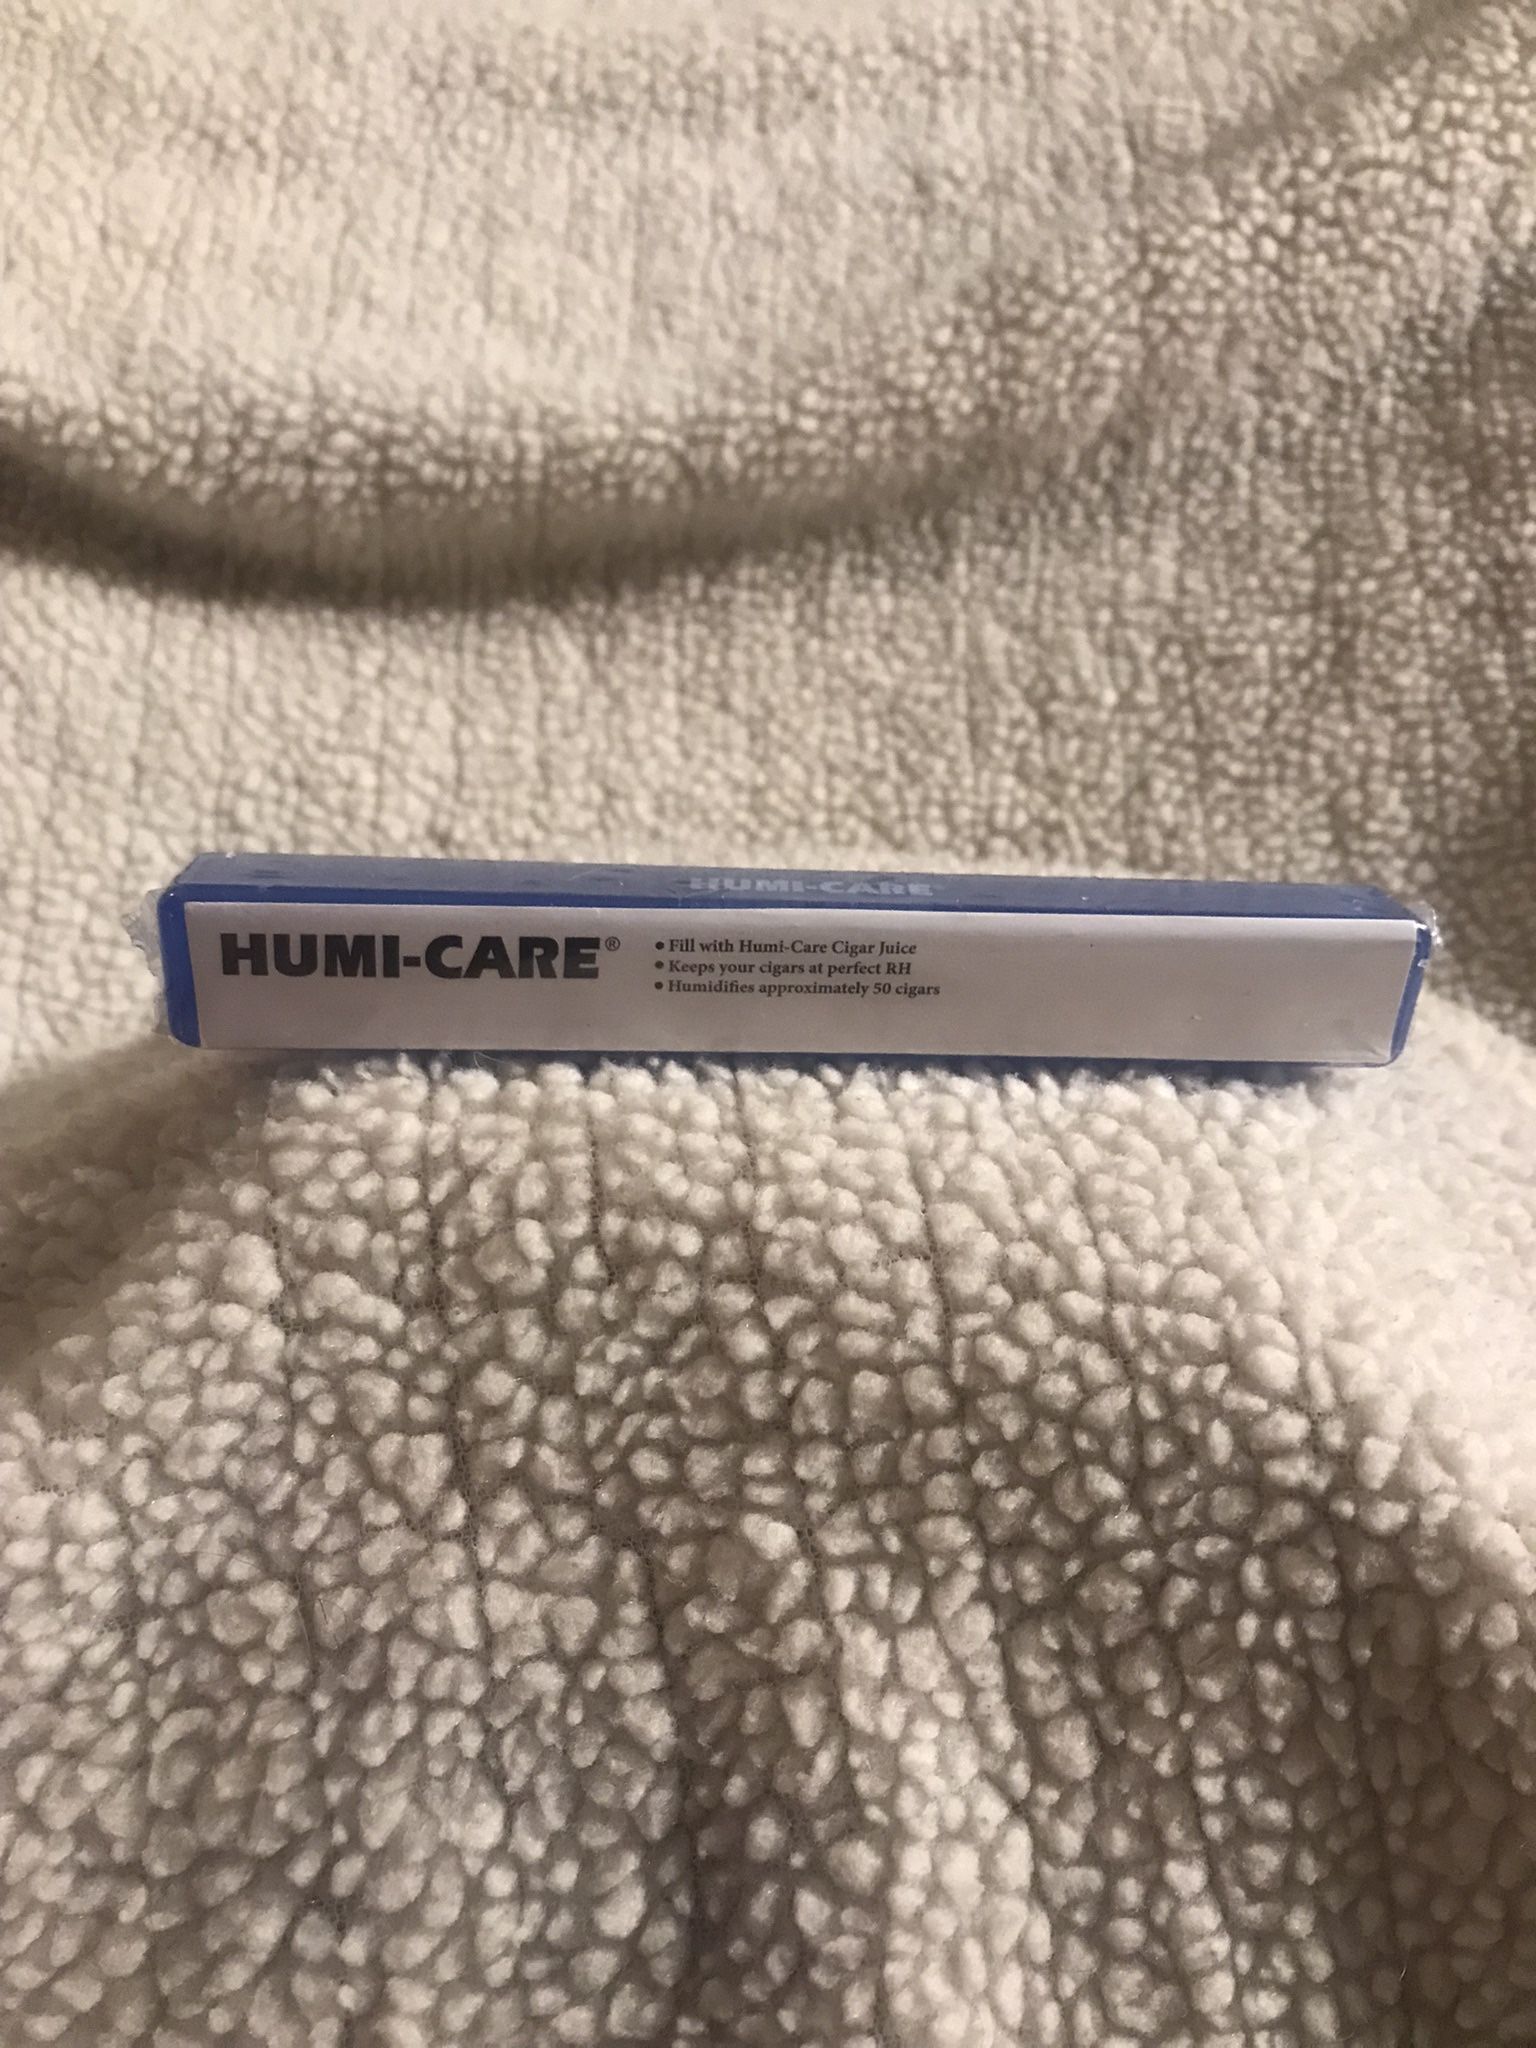 HUMI-CARE
HUMI-CARE®
• Fill with Humi-Care Cigar Juice
• Keeps your cigars at perfect RH
• Humidifies approximately 50 cigars